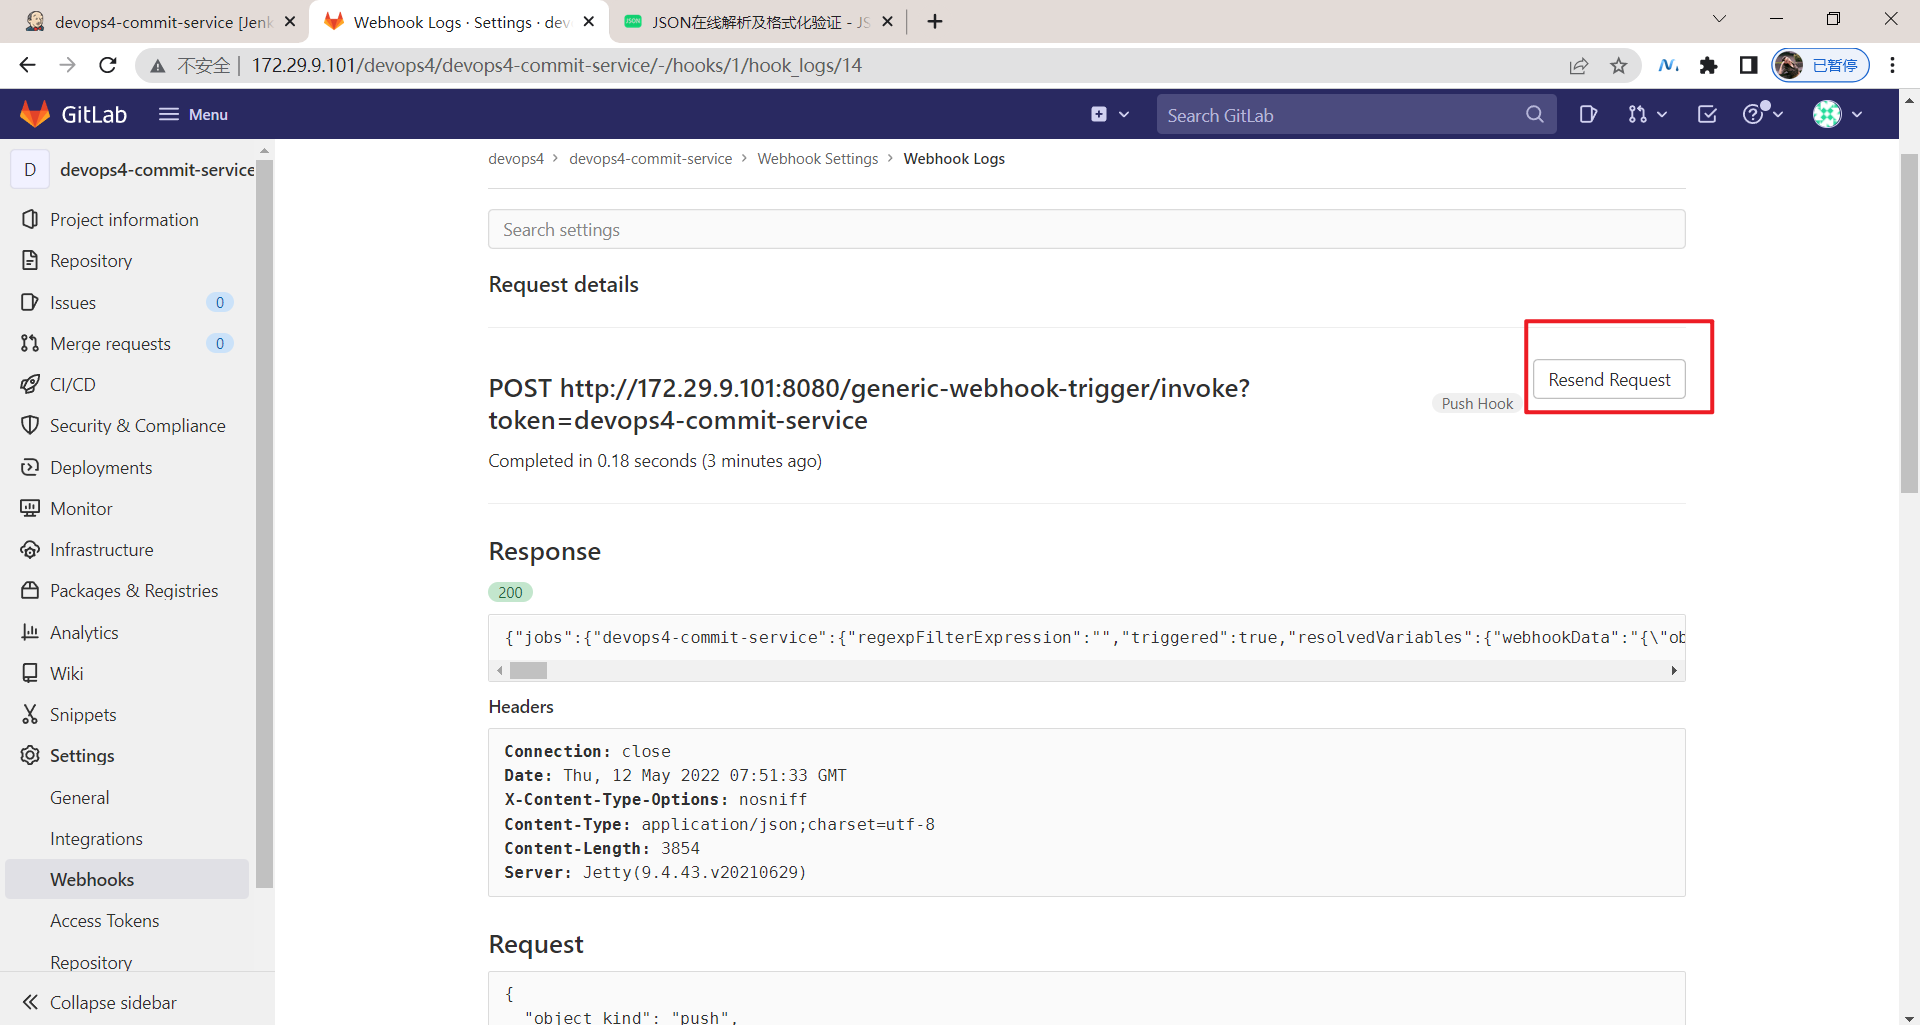 devops4-commit-service [Jenk
Webhook Logs · Settings · dev
JSON在线解析及格式化验证 - JS
不安全
172.29.9.101/devops4/devops4-commit-service/-/hooks/1/hook_logs/14
已暂停
GitLab
Menu
Search GitLab
D
devops4-commit-service
Project information
Repository
Issues
0
Merge requests
0
CI/CD
Security & Compliance
Deployments
Monitor
Infrastructure
Packages & Registries
Analytics
Wiki
Snippets
Settings
General
Integrations
Webhooks
Access Tokens
Repository
Collapse sidebar
devops4 > devops4-commit-service > Webhook Settings > Webhook Logs
Search settings
Request details
POST http://172.29.9.101:8080/generic-webhook-trigger/invoke?
token=devops4-commit-service
Push Hook
Resend Request
Completed in 0.18 seconds (3 minutes ago)
Response
200
{"jobs":{"devops4-commit-service":{"regexpFilterExpression":"","triggered":true,"resolvedVariables":{"webhookData":"{\"ob
Headers
Connection: close
Date: Thu, 12 May 2022 07:51:33 GMT
X-Content-Type-Options: nosniff
Content-Type: application/json;charset=utf-8
Content-Length: 3854
Server: Jetty(9.4.43.v20210629)
Request
{
"object_kind": "push",